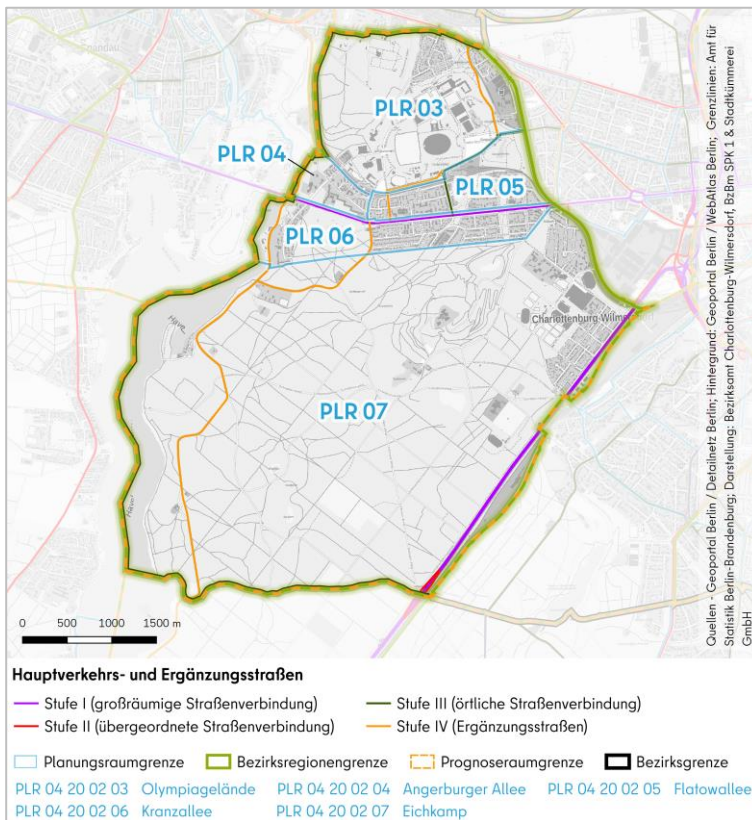 PLR 03
PLR 04
PLR 05
PLR 06
Havel
Charlottenburg-Wilme
PLR 07
0 500 1000 1500 m
Quellen - Geoportal Berlin / Detailnetz Berlin; Hintergrund: Geoportal Berlin / WebAtlas Berlin; Grenzlinien: Amt für
Statistik Berlin-Brandenburg; Darstellung: Bezirksamt Charlottenburg-Wilmersdorf, BzBm SPK 1 & Stadtkümmerei
GmbH
Hauptverkehrs- und Ergänzungsstraßen
Stufe I (großräumige Straßenverbindung) Stufe III (örtliche Straßenverbindung)
Stufe II (übergeordnete Straßenverbindung) Stufe IV (Ergänzungsstraßen)
Planungsraumgrenze Bezirksregionengrenze Prognoseraumgrenze Bezirksgrenze
PLR 04 20 02 03 Olympiagelände PLR 04 20 02 04 Angerburger Allee PLR 04 20 02 05 Flatowallee
PLR 04 20 02 06 Kranzallee PLR 04 20 02 07 Eichkamp